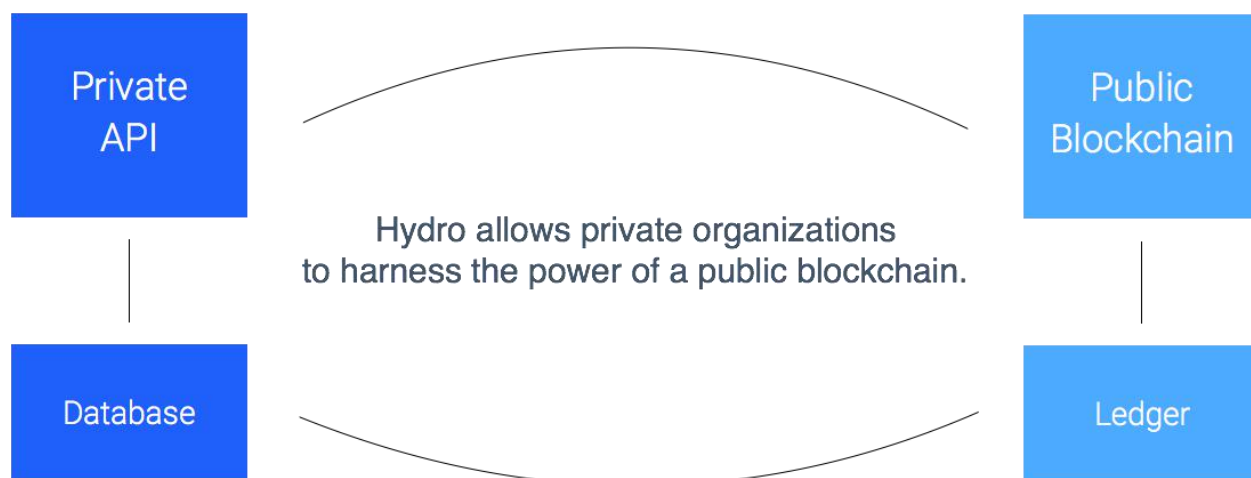 Private
API
Public
Blockchain
Hydro allows private organizations
to harness the power of a public blockchain.
Database
Ledger